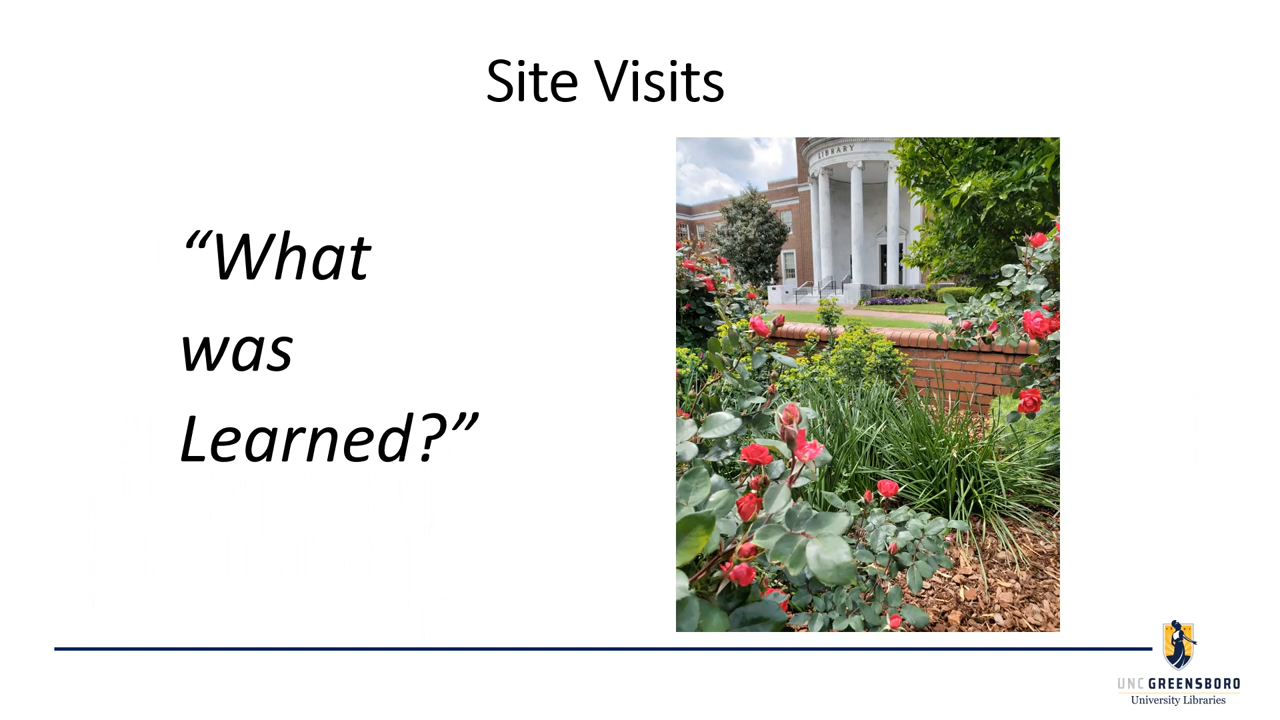 Site Visits
“What
was
Learned?”
LIBRARY
UNC GREENSBORO
University Libraries